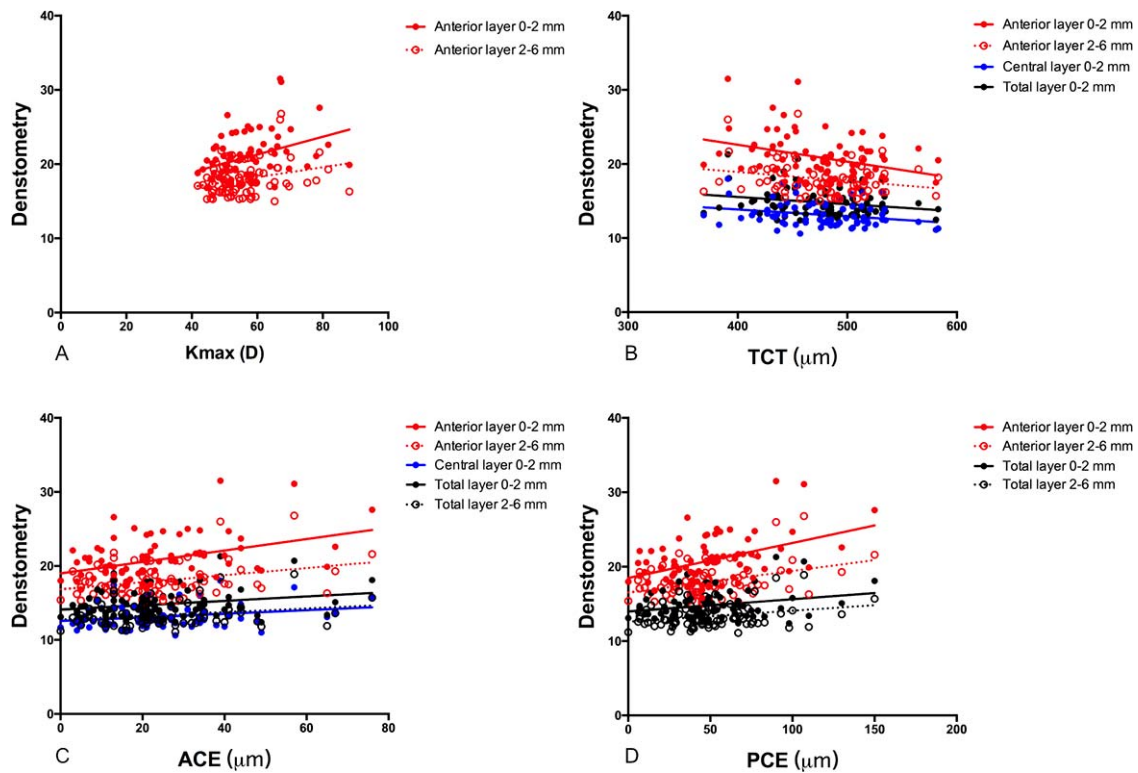 40
30
20
10
0
Denstometry
0 20 40 60 80 100
A
Kmax (D)
Anterior layer 0-2 mm
Anterior layer 2-6 mm
40
30
20
10
0
Denstometry
300 400 500 600
B
TCT (μm)
Anterior layer 0-2 mm
Anterior layer 2-6 mm
Central layer 0-2 mm
Total layer 0-2 mm
40
30
20
10
0
Denstometry
0 20 40 60 80
C
ACE (μm)
Anterior layer 0-2 mm
Anterior layer 2-6 mm
Central layer 0-2 mm
Total layer 0-2 mm
Total layer 2-6 mm
40
30
20
10
0
Denstometry
0 50 100 150 200
D
PCE (μm)
Anterior layer 0-2 mm
Anterior layer 2-6 mm
Total layer 0-2 mm
Total layer 2-6 mm